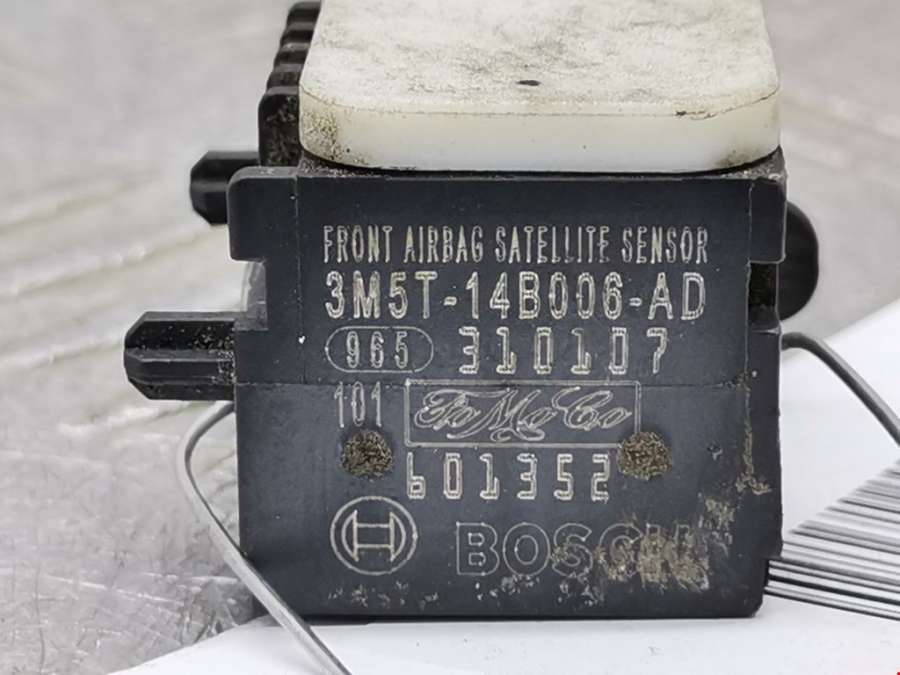 FRONT AIRBAG SATELLITE SENSOR
3M5T-14B006-AD
965 310107
101 FoMoCo
601352
BOSCH